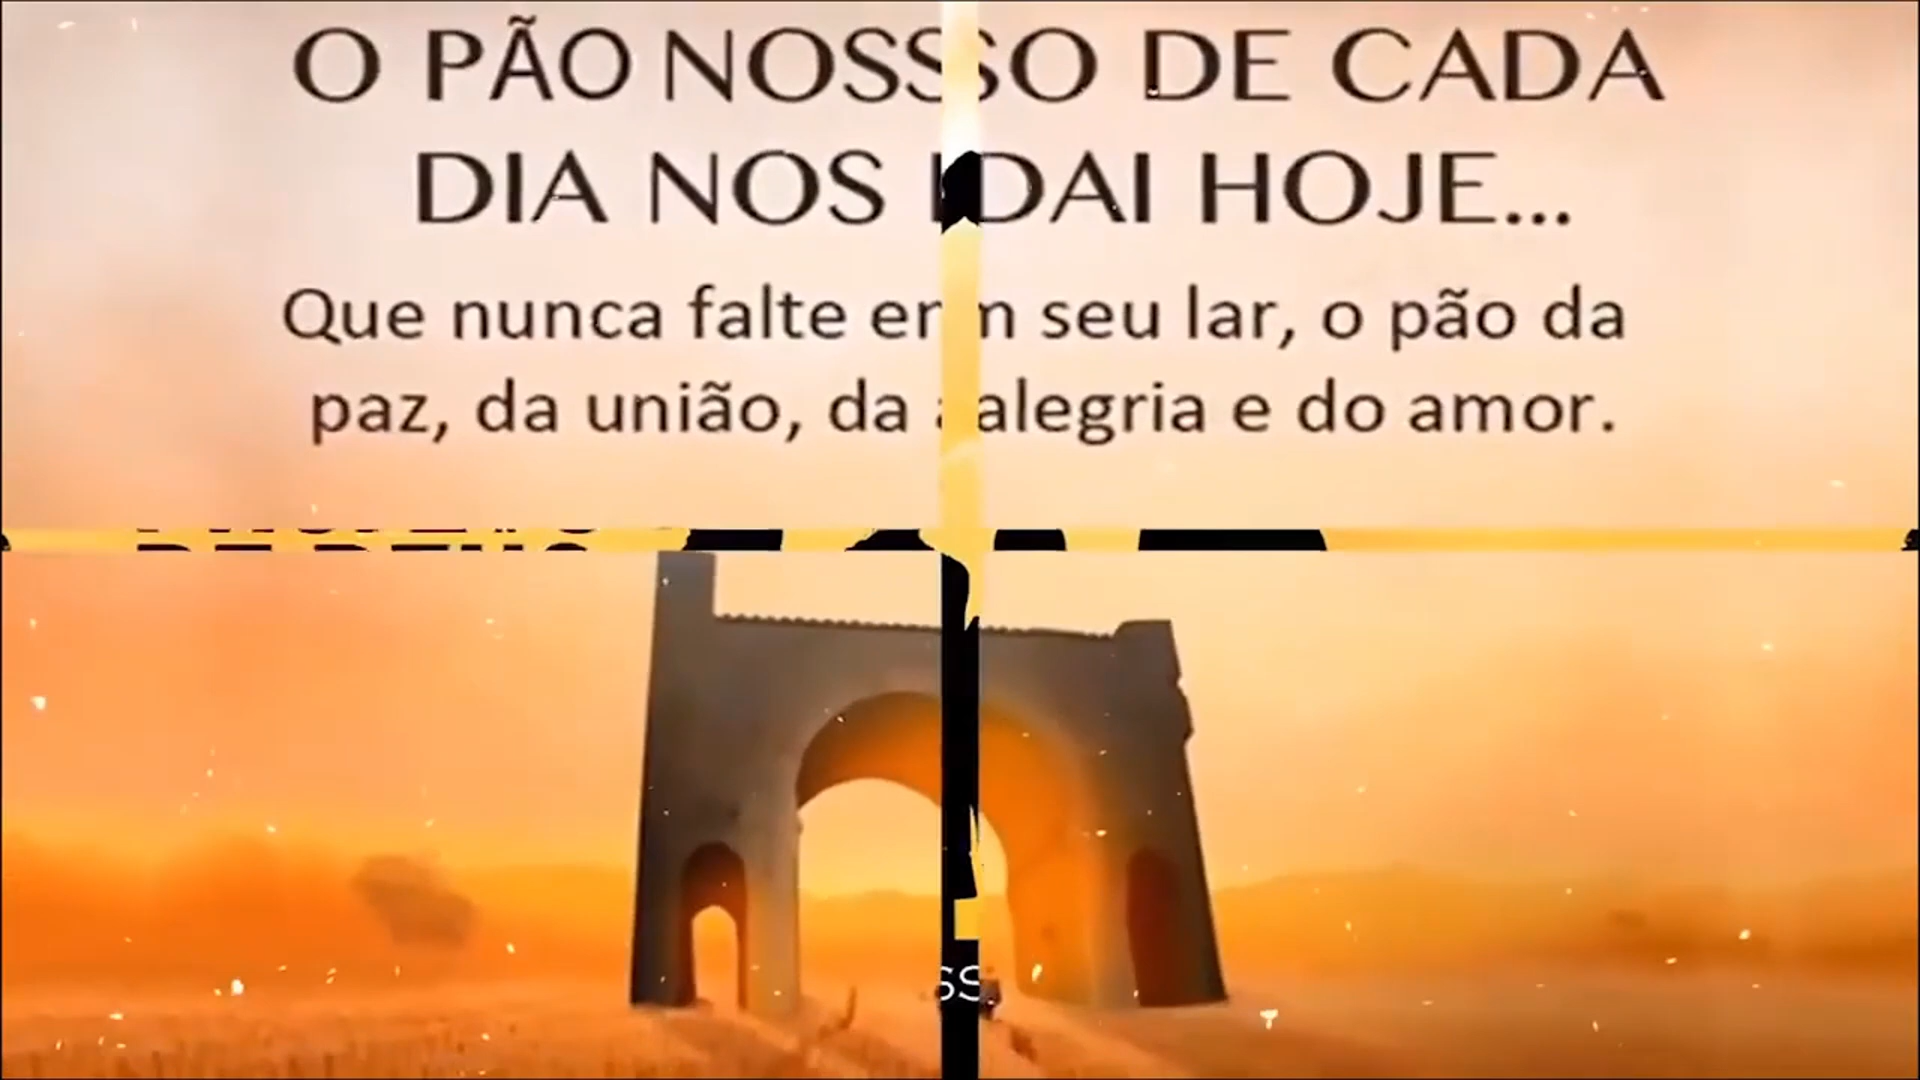 O PÃO NOSSO DE CADA
DIA NOS DAI HOJE...
Que nunca falte em seu lar, o pão da
paz, da união, da alegria e do amor.